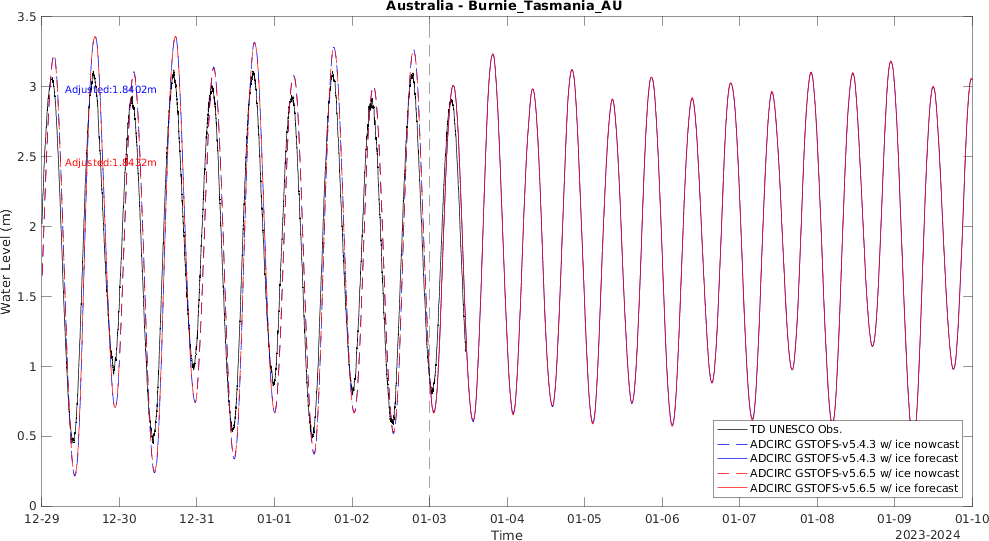 Australia - Burnie_Tasmania_AU
3.5
3
2.5
2
1.5
1
0.5
0
Water Level (m)
Adjusted:1.8402m
Adjusted:1.8432m
TD UNESCO Obs.
ADCIRC GSTOFS-v5.4.3 w/ ice nowcast
ADCIRC GSTOFS-v5.4.3 w/ ice forecast
ADCIRC GSTOFS-v5.6.5 w/ ice nowcast
ADCIRC GSTOFS-v5.6.5 w/ ice forecast
12-29 12-30 12-31 01-01 01-02 01-03 01-04 01-05 01-06 01-07 01-08 01-09 01-10
Time
2023-2024